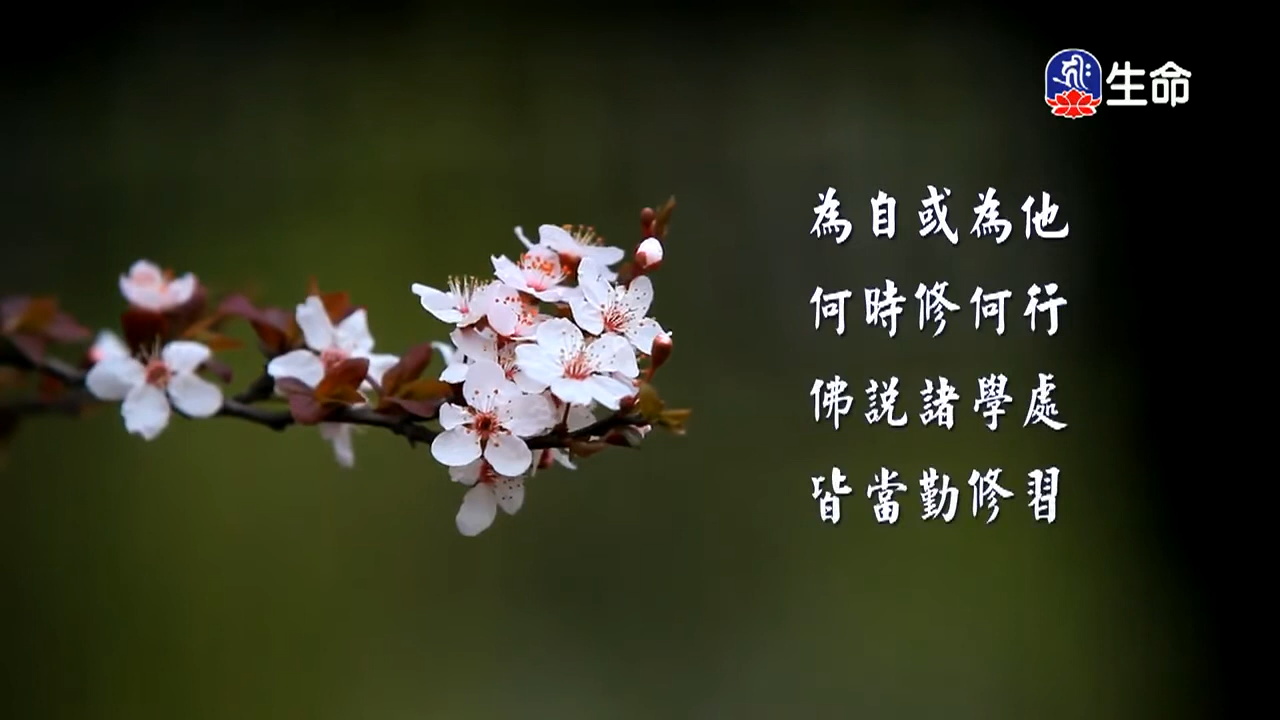 生命
為自或為他
何時修何行
佛説諸學處
皆當勤修習